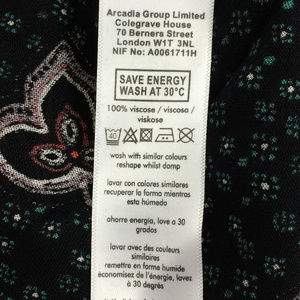 Arcadia Group Limited
Colegrave House
70 Berners Street
London W1T 3NL
NIF No: A0061711H
SAVE ENERGY
WASH AT 30°C
100% viscose / viscosa /
viskose
40
wash with similar colours
reshape whilst damp
lavar con colores similares
recuperar la forma mientras
esta húmedo
ahorre energia, lave a 30
grados
laver avec des couleurs
similaires
remettre en forme humide
économisez de l'énergie, lavez
à 30 degrés